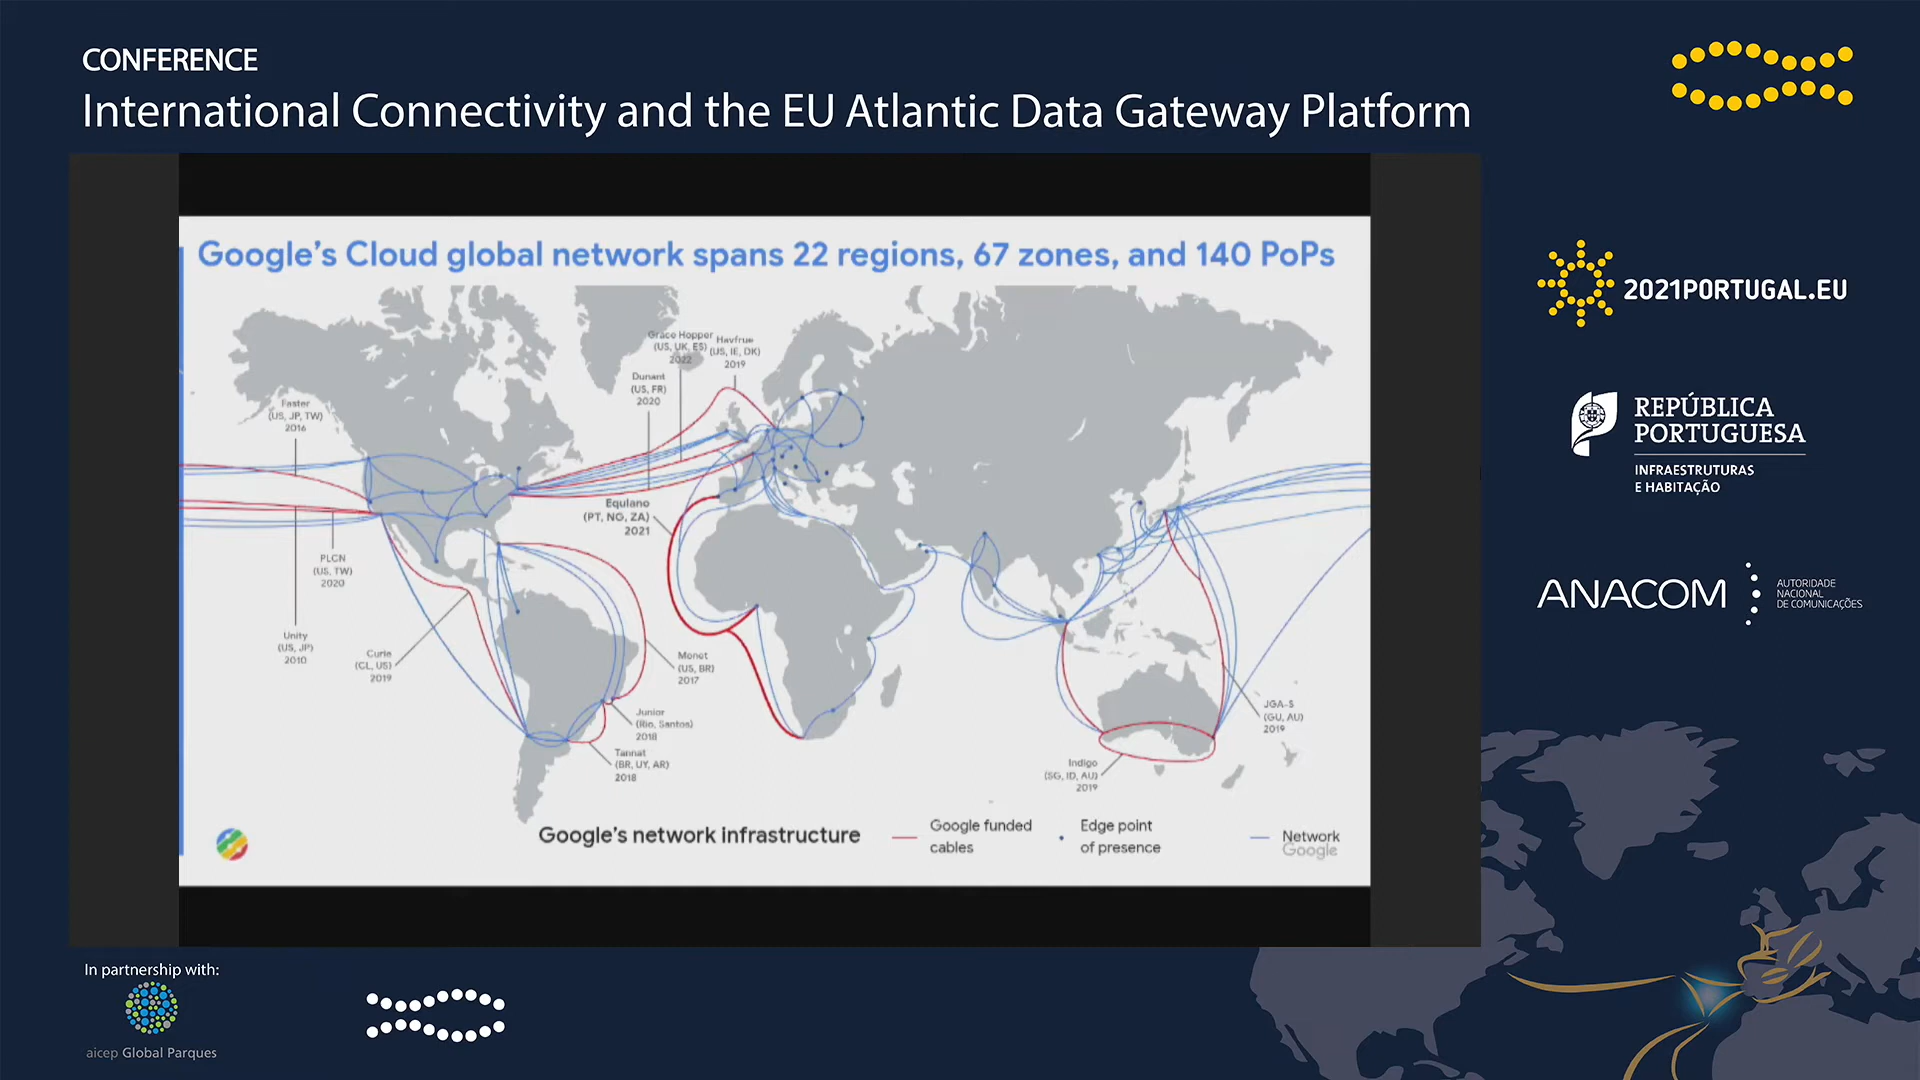 CONFERENCE
International Connectivity and the EU Atlantic Data Gateway Platform
Google's Cloud global network spans 22 regions, 67 zones, and 140 PoPs
Grace Hopper
(US, UK, ES)
2022
Havfrue
(US, IE, DK)
2019
Dunant
(US, FR)
2020
Faster
(US, JP, TW)
2016
Equiano
(PT, NG, ZA)
2021
PLCN
(US, TW)
2020
Unity
(US, JP)
2010
Curie
(CL, US)
2019
Monet
(US, BR)
2017
Junior
(Rio, Santos)
2018
Tannat
(BR, UY, AR)
2018
JGA-S
(GU, AU)
2019
Indigo
(SG, ID, AU)
2019
Google's network infrastructure
Google funded
cables
Edge point
of presence
Network
Google
2021PORTUGAL.EU
REPÚBLICA
PORTUGUESA
INFRAESTRUTURAS
E HABITAÇÃO
ANACOM
AUTORIDADE
NACIONAL
DE COMUNICAÇÕES
In partnership with:
aicep Global Parques